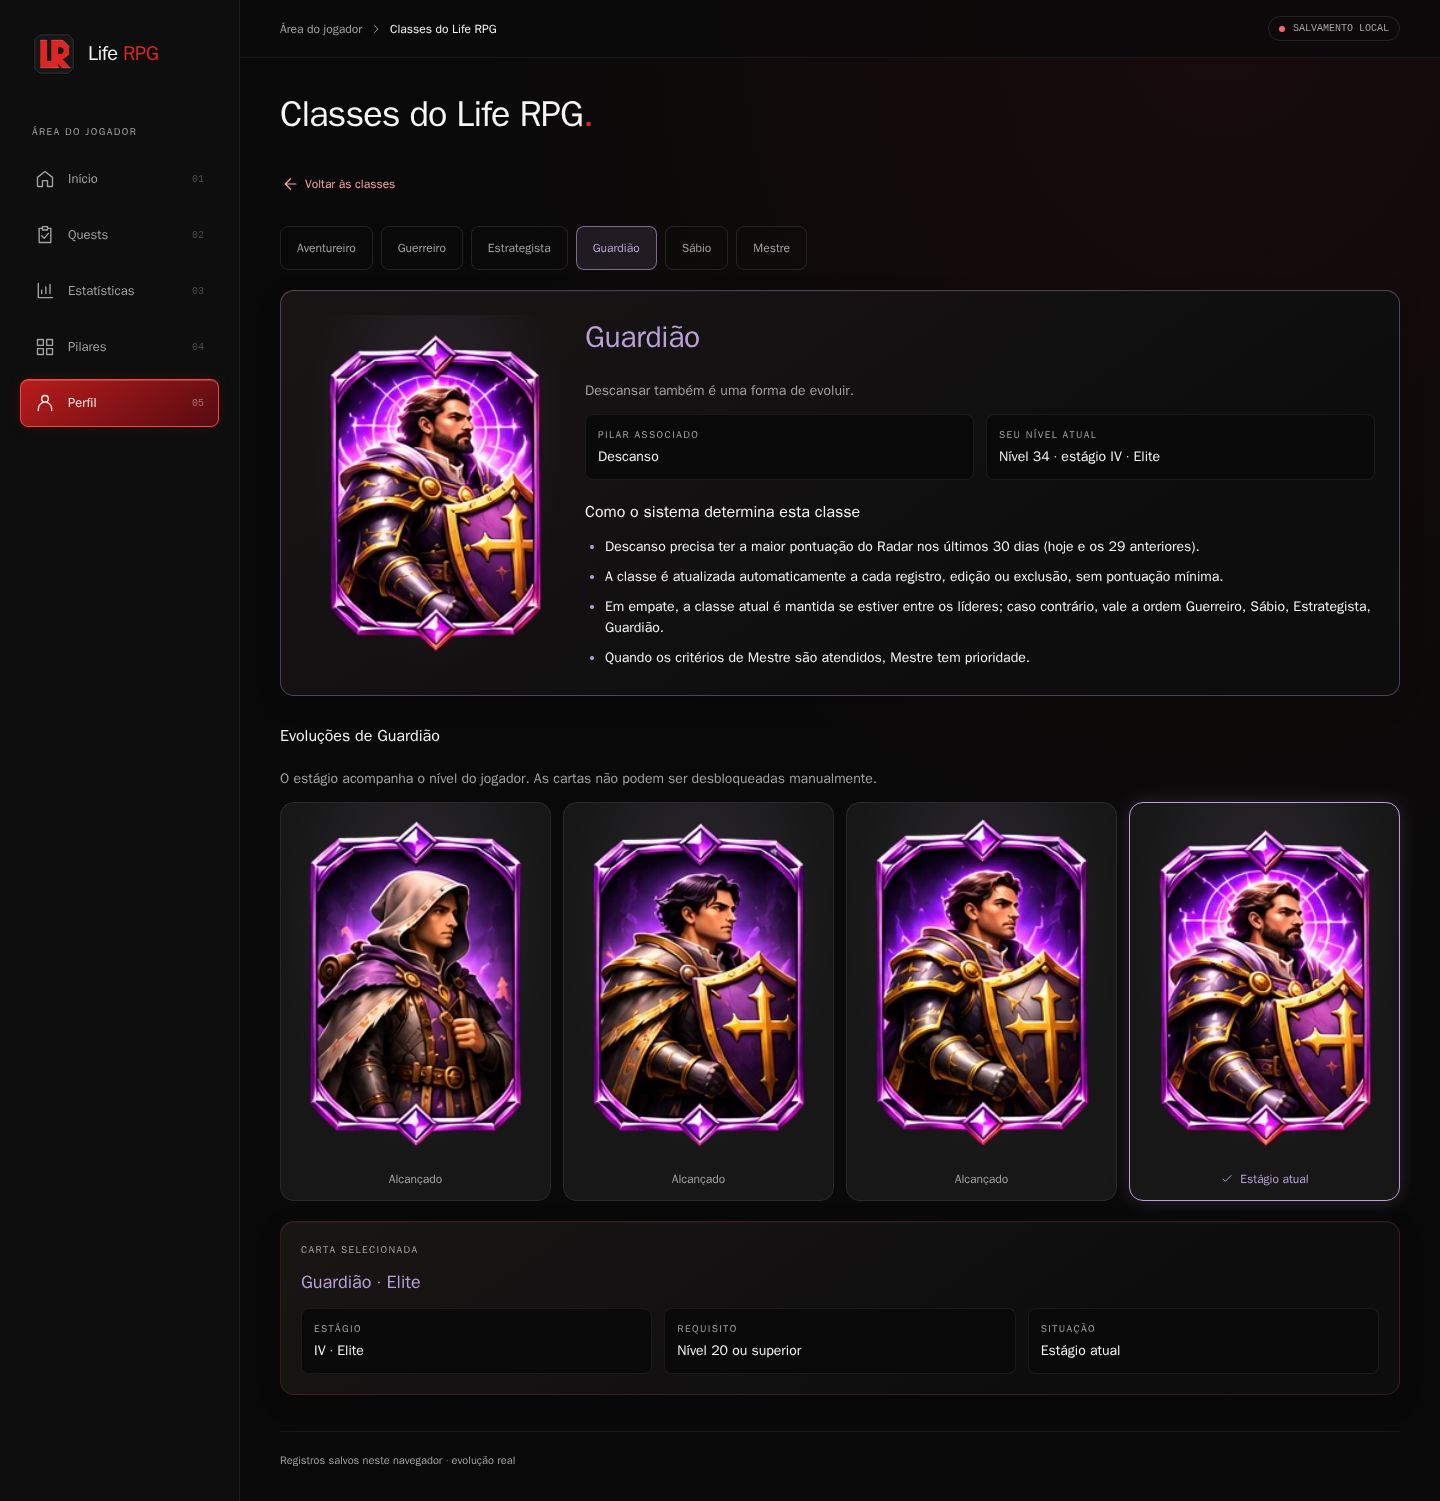 LR
Life RPG
Área do jogador
Classes do Life RPG
SALVAMENTO LOCAL
ÁREA DO JOGADOR
Início 01
Quests 02
Estatísticas 03
Pilares 04
Perfil 05
Classes do Life RPG.
Voltar às classes
Aventureiro
Guerreiro
Estrategista
Guardião
Sábio
Mestre
Guardião
Descansar também é uma forma de evoluir.
PILAR ASSOCIADO
Descanso
SEU NÍVEL ATUAL
Nível 34 · estágio IV · Elite
Como o sistema determina esta classe
• Descanso precisa ter a maior pontuação do Radar nos últimos 30 dias (hoje e os 29 anteriores).
• A classe é atualizada automaticamente a cada registro, edição ou exclusão, sem pontuação mínima.
• Em empate, a classe atual é mantida se estiver entre os líderes; caso contrário, vale a ordem Guerreiro, Sábio, Estrategista,
Guardião.
• Quando os critérios de Mestre são atendidos, Mestre tem prioridade.
Evoluções de Guardião
O estágio acompanha o nível do jogador. As cartas não podem ser desbloqueadas manualmente.
Alcançado
Alcançado
Alcançado
Estágio atual
CARTA SELECIONADA
Guardião · Elite
ESTÁGIO
IV · Elite
REQUISITO
Nível 20 ou superior
SITUAÇÃO
Estágio atual
Registros salvos neste navegador · evolução real